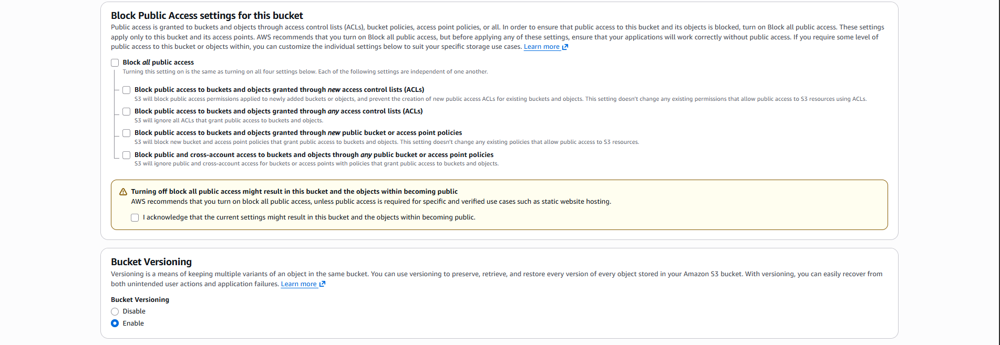 Block Public Access settings for this bucket
Public access is granted to buckets and objects through access control lists (ACLs), bucket policies, access point policies, or all. In order to ensure that public access to this bucket and its objects is blocked, turn on Block all public access. These settings
apply only to this bucket and its access points. AWS recommends that you turn on Block all public access, but before applying any of these settings, ensure that your applications will work correctly without public access. If you require some level of
public access to this bucket or objects within, you can customize the individual settings below to suit your specific storage use cases. Learn more
Block all public access
Turning this setting on is the same as turning on all four settings below. Each of the following settings are independent of one another.
Block public access to buckets and objects granted through new access control lists (ACLs)
S3 will block public access permissions applied to newly added buckets or objects, and prevent the creation of new public access ACLs for existing buckets and objects. This setting doesn't change any existing permissions that allow public access to S3 resources using ACLs.
Block public access to buckets and objects granted through any access control lists (ACLs)
S3 will ignore all ACLs that grant public access to buckets and objects.
Block public access to buckets and objects granted through new public bucket or access point policies
S3 will block new bucket and access point policies that grant public access to buckets and objects. This setting doesn't change any existing policies that allow public access to S3 resources.
Block public and cross-account access to buckets and objects through any public bucket or access point policies
S3 will ignore public and cross-account access for buckets or access points with policies that grant public access to buckets and objects.
Turning off block all public access might result in this bucket and the objects within becoming public
AWS recommends that you turn on block all public access, unless public access is required for specific and verified use cases such as static website hosting.
I acknowledge that the current settings might result in this bucket and the objects within becoming public.
Bucket Versioning
Versioning is a means of keeping multiple variants of an object in the same bucket. You can use versioning to preserve, retrieve, and restore every version of every object stored in your Amazon S3 bucket. With versioning, you can easily recover from
both unintended user actions and application failures. Learn more
Bucket Versioning
Disable
Enable